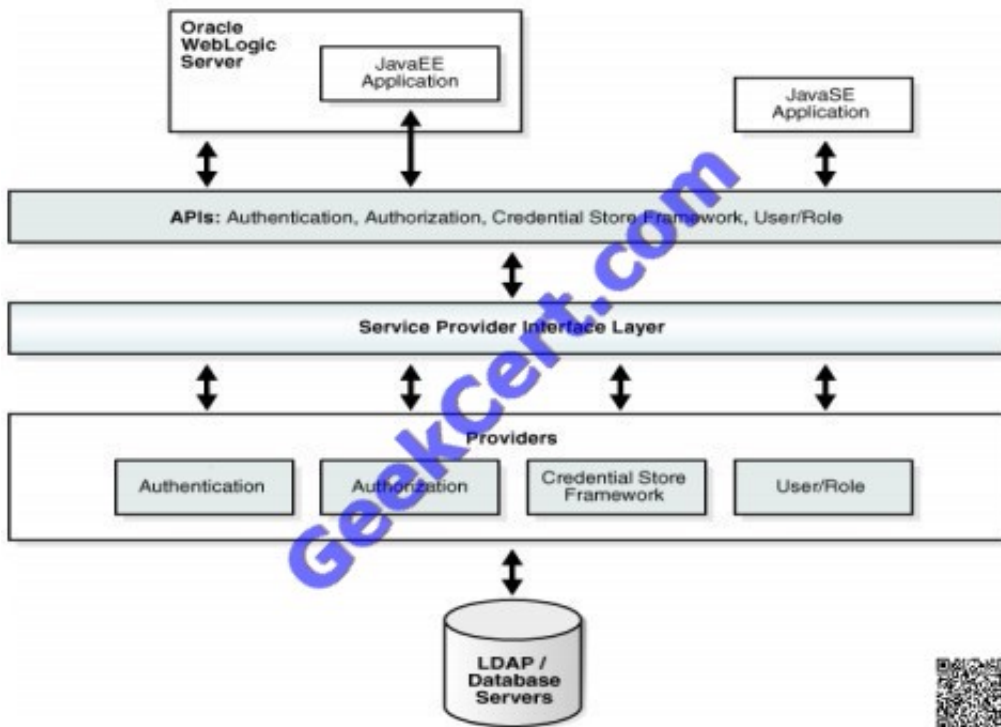 Oracle
WebLogic
Server
JavaEE
Application
JavaSE
Application
APIs: Authentication, Authorization, Credential Store Framework, User/Role
Service Provider Interface Layer
Providers
Authentication
Authorization
Credential Store
Framework
User/Role
LDAP /
Database
Servers
GeekCert.com